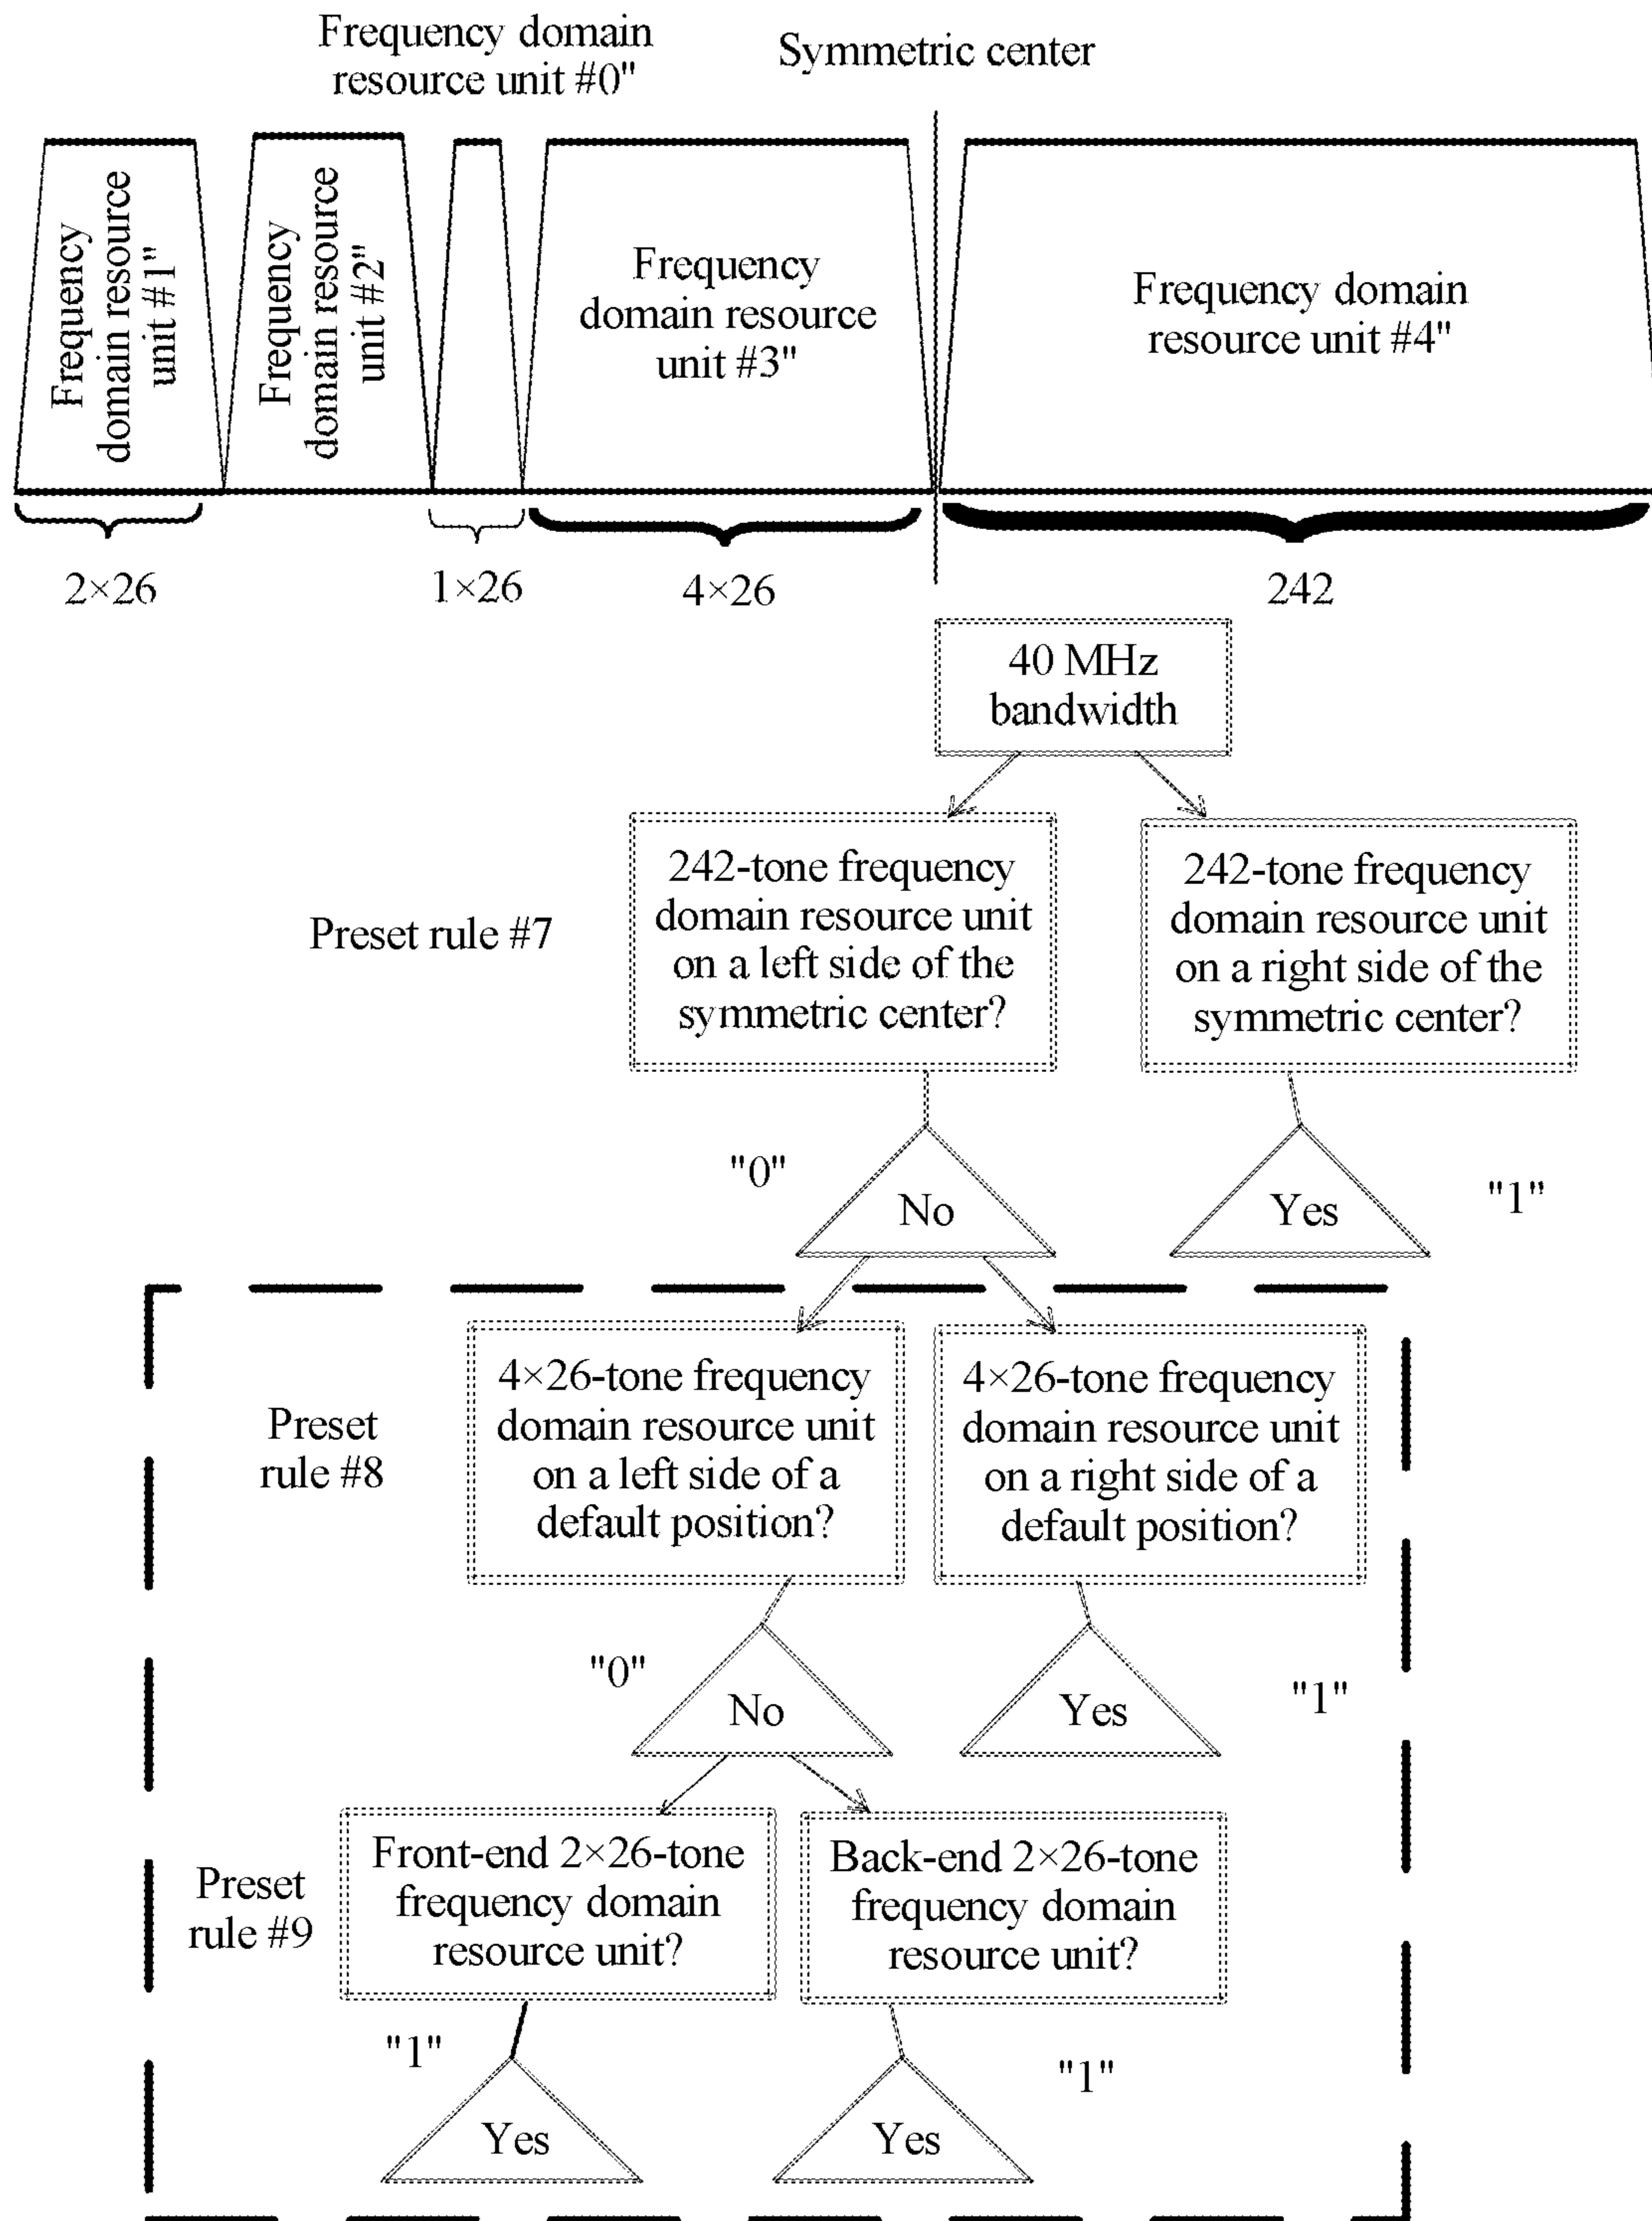 Frequency domain
resource unit #0"
Symmetric center
Frequency
domain resource
unit #1"
Frequency
domain resource
unit #2"
Frequency
domain resource
unit #3"
Frequency domain
resource unit #4"
2×26
1×26
4×26
242
40 MHz
bandwidth
Preset rule #7
242-tone frequency
domain resource unit
on a left side of the
symmetric center?
242-tone frequency
domain resource unit
on a right side of the
symmetric center?
"0"
No
Yes
"1"
Preset
rule #8
4×26-tone frequency
domain resource unit
on a left side of a
default position?
4×26-tone frequency
domain resource unit
on a right side of a
default position?
"0"
No
Yes
"1"
Preset
rule #9
Front-end 2×26-tone
frequency domain
resource unit?
Back-end 2×26-tone
frequency domain
resource unit?
"1"
Yes
Yes
"1"